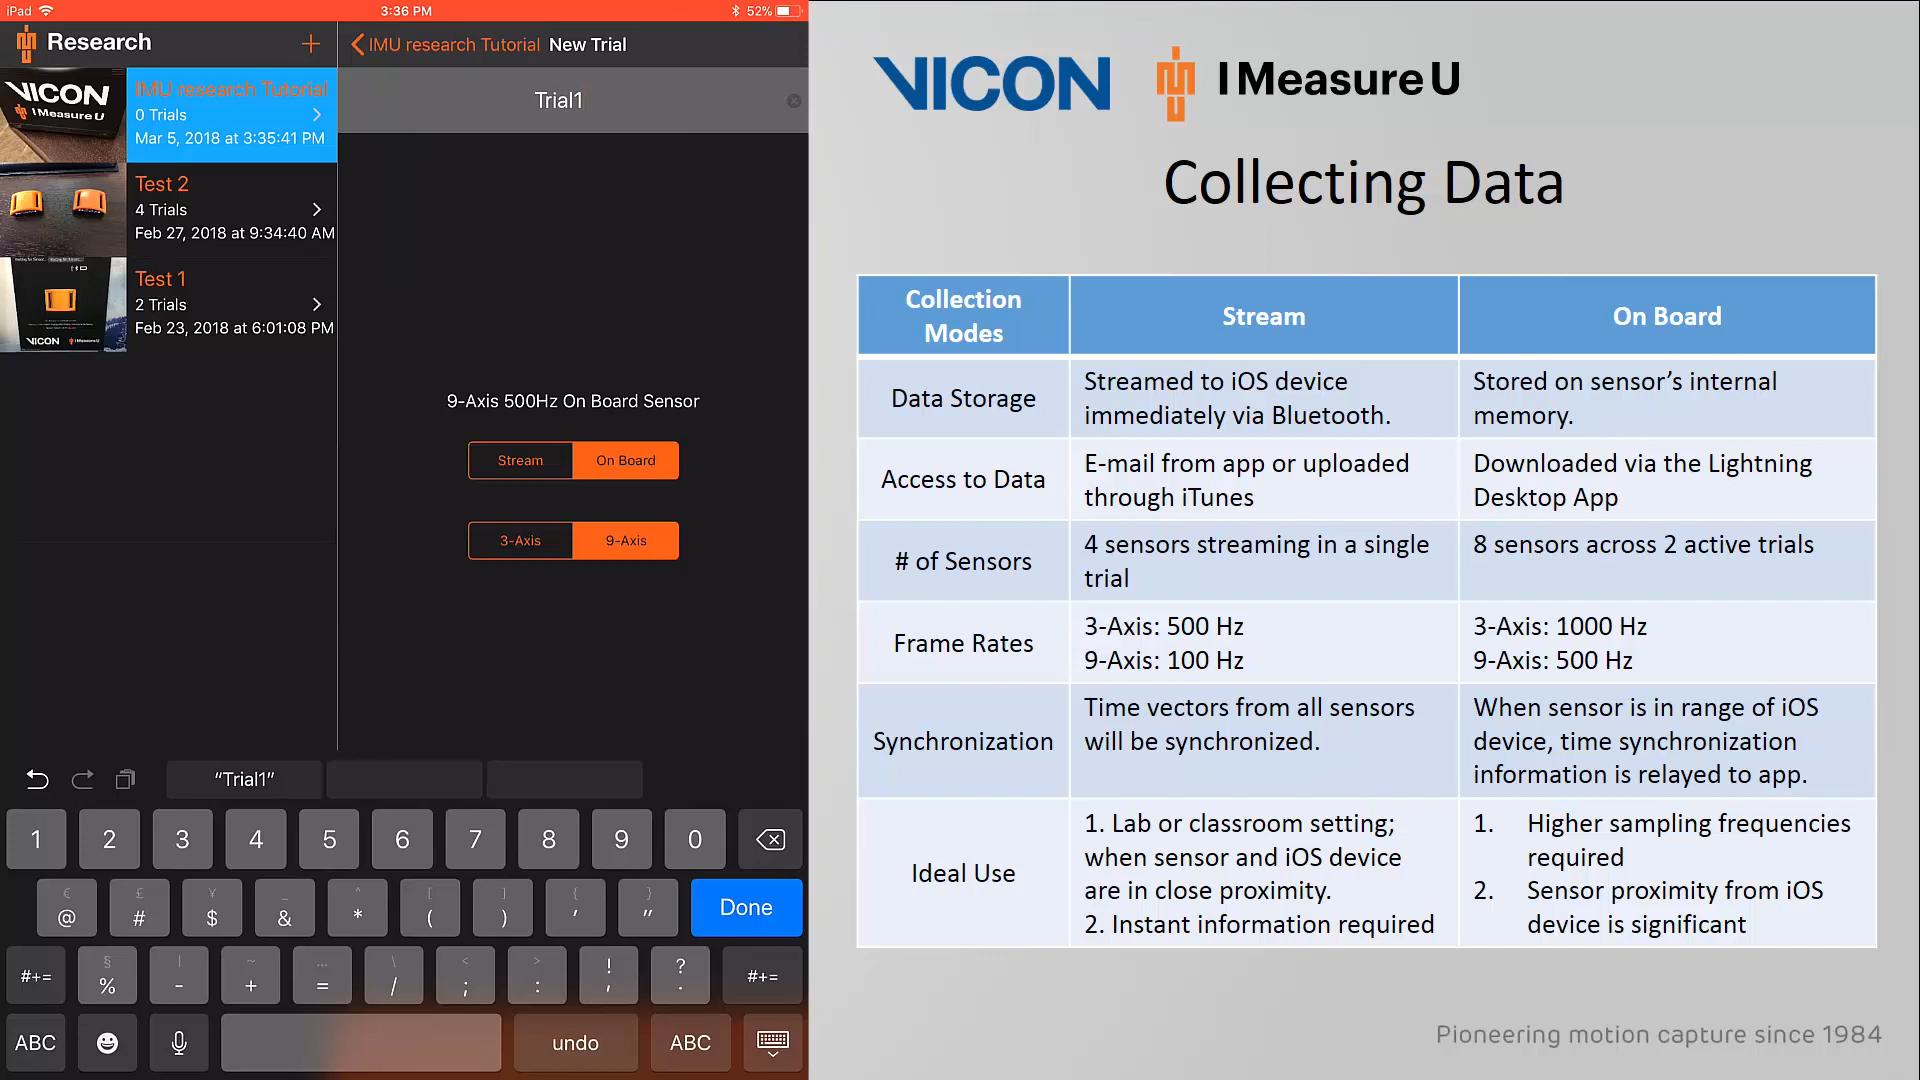 iPad
3:36 PM
52%
Research
+
IMU research Tutorial
New Trial
VICON
I Measure U
IMU research Tutorial
0 Trials
Mar 5, 2018 at 3:35:41 PM
Test 2
4 Trials
Feb 27, 2018 at 9:34:40 AM
Test 1
2 Trials
Feb 23, 2018 at 6:01:08 PM
VICON
I Measure U
Trial1
9-Axis 500Hz On Board Sensor
Stream
On Board
3-Axis
9-Axis
“Trial1”
1 2 3 4 5 6 7 8 9 0
€ £ ¥ _ ^ [ ] { }
@ # $ & * ( ) ' "
Done
§ | ~ … \ < > ! ?
#+= % - + = / ; : , . #+=
ABC
undo
ABC
VICON
I Measure U
Collecting Data
Collection
Modes
Stream
On Board
Data Storage
Streamed to iOS device
immediately via Bluetooth.
Stored on sensor’s internal
memory.
Access to Data
E-mail from app or uploaded
through iTunes
Downloaded via the Lightning
Desktop App
# of Sensors
4 sensors streaming in a single
trial
8 sensors across 2 active trials
Frame Rates
3-Axis: 500 Hz
9-Axis: 100 Hz
3-Axis: 1000 Hz
9-Axis: 500 Hz
Synchronization
Time vectors from all sensors
will be synchronized.
When sensor is in range of iOS
device, time synchronization
information is relayed to app.
Ideal Use
1. Lab or classroom setting;
when sensor and iOS device
are in close proximity.
2. Instant information required
1. Higher sampling frequencies
required
2. Sensor proximity from iOS
device is significant
Pioneering motion capture since 1984